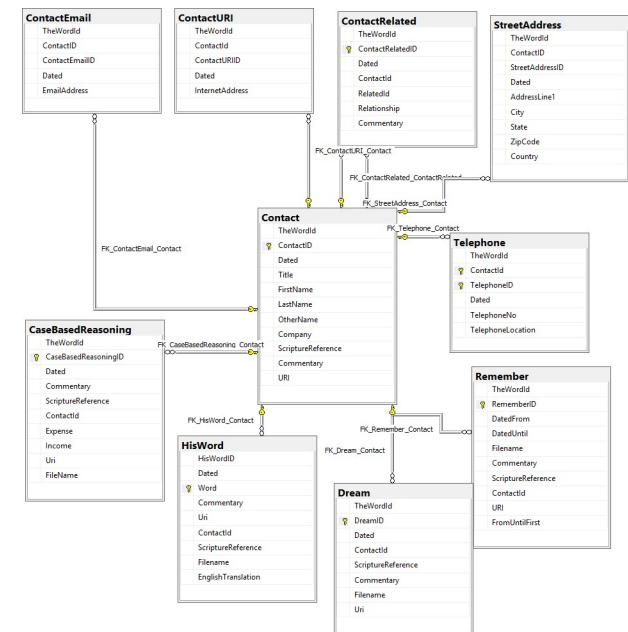 ContactEmail
TheWordId
ContactID
ContactEmailID
Dated
EmailAddress
ContactURI
TheWordId
ContactId
ContactURIID
Dated
InternetAddress
ContactRelated
TheWordId
ContactRelatedID
Dated
ContactId
RelatedId
Relationship
Commentary
StreetAddress
TheWordId
ContactID
StreetAddressID
Dated
AddressLine1
City
State
ZipCode
Country
FK_ContactURI_Contact
FK_ContactRelated_ContactRelated
FK_StreetAddress_Contact
FK_Telephone_Contact
FK_ContactEmail_Contact
Contact
TheWordId
ContactID
Dated
Title
FirstName
LastName
OtherName
Company
ScriptureReference
Commentary
URI
Telephone
TheWordId
ContactId
TelephoneID
Dated
TelephoneNo
TelephoneLocation
CaseBasedReasoning
TheWordId
CaseBasedReasoningID
Dated
Commentary
ScriptureReference
ContactId
Expense
Income
Uri
FileName
FK_CaseBasedReasoning_Contact
FK_HisWord_Contact
FK_Remember_Contact
FK_Dream_Contact
HisWord
HisWordID
Dated
Word
Commentary
Uri
ContactId
ScriptureReference
Filename
EnglishTranslation
Dream
TheWordId
DreamID
Dated
ContactId
ScriptureReference
Commentary
Filename
Uri
Remember
TheWordId
RememberID
DatedFrom
DatedUntil
Filename
Commentary
ScriptureReference
ContactId
URI
FromUntilFirst